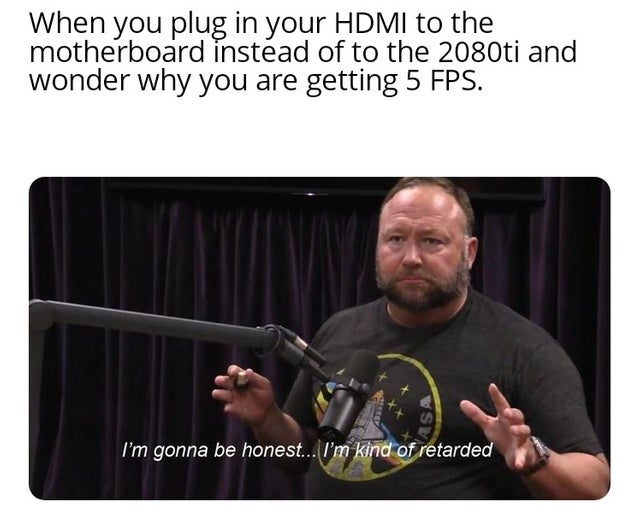 When you plug in your HDMI to the
motherboard instead of to the 2080ti and
wonder why you are getting 5 FPS.
NASA
I'm gonna be honest... I'm kind of retarded